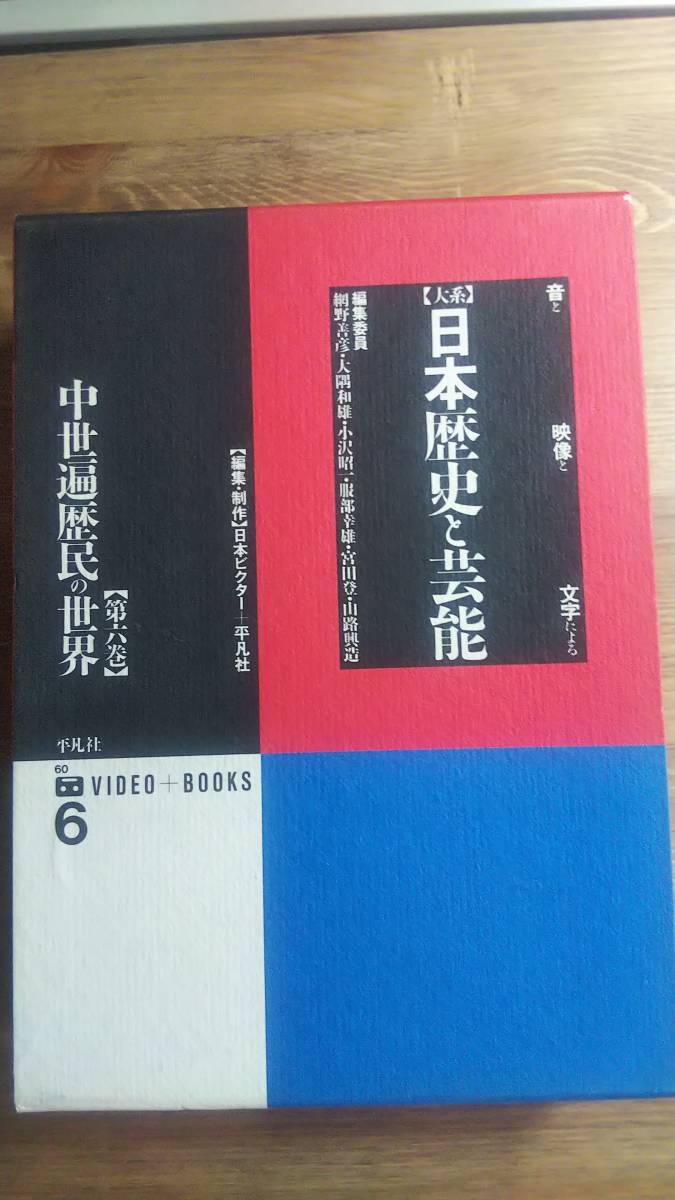 音と
映像と
文字による
【大系】
日本歴史と芸能
編集委員
網野善彦・大隅和雄・小沢昭一・服部幸雄・宮田登・山路興造
【編集・制作】日本ビクター＋平凡社
中世遍歴民の世界【第六巻】
平凡社
60
VIDEO＋BOOKS
6